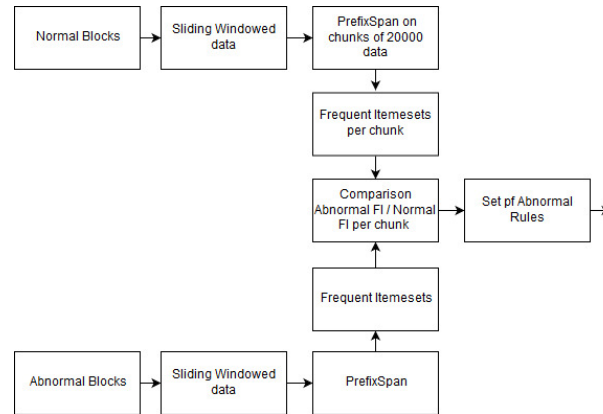 Normal Blocks
Sliding Windowed
data
PrefixSpan on
chunks of 20000
data
Frequent Itemesets
per chunk
Comparison
Abnormal FI / Normal
FI per chunk
Set pf Abnormal
Rules
Frequent Itemesets
Abnormal Blocks
Sliding Windowed
data
PrefixSpan